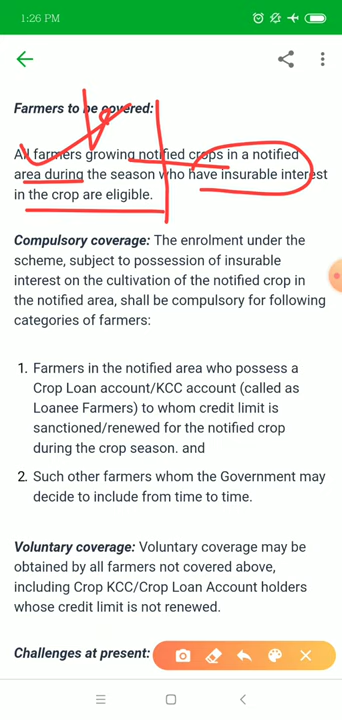 1:26 PM
Farmers to be covered:
All farmers growing notified crops in a notified
area during the season who have insurable interest
in the crop are eligible.
Compulsory coverage: The enrolment under the
scheme, subject to possession of insurable
interest on the cultivation of the notified crop in
the notified area, shall be compulsory for following
categories of farmers:
1. Farmers in the notified area who possess a
Crop Loan account/KCC account (called as
Loanee Farmers) to whom credit limit is
sanctioned/renewed for the notified crop
during the crop season. and
2. Such other farmers whom the Government may
decide to include from time to time.
Voluntary coverage: Voluntary coverage may be
obtained by all farmers not covered above,
including Crop KCC/Crop Loan Account holders
whose credit limit is not renewed.
Challenges at present: